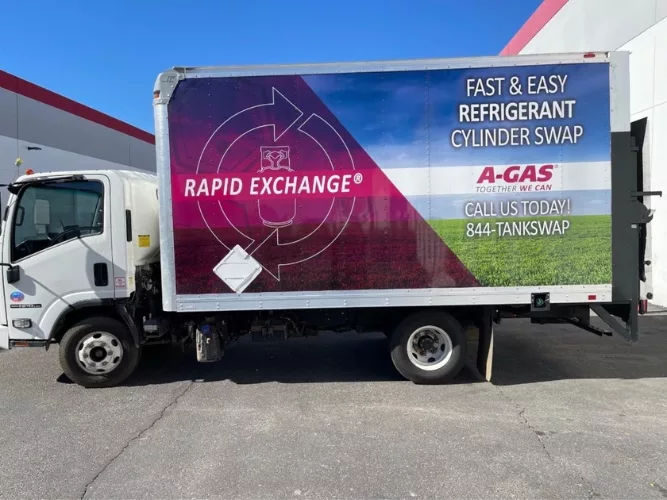 RAPID EXCHANGE®
FAST & EASY
REFRIGERANT
CYLINDER SWAP
A-GAS®
TOGETHER WE CAN
CALL US TODAY!
844-TANKSWAP